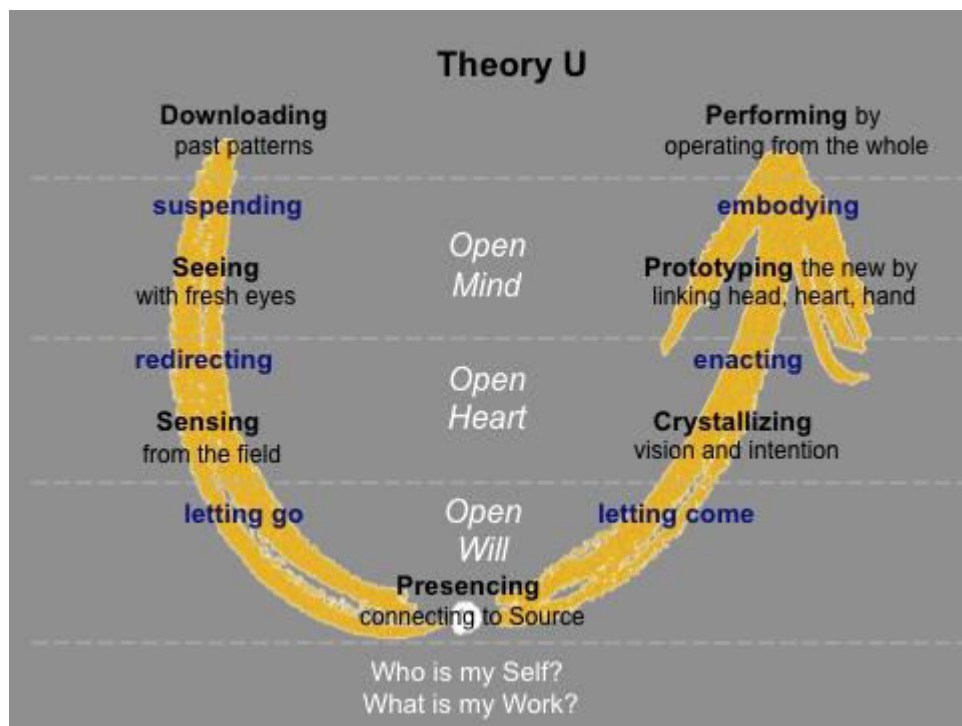 Theory U
Downloading
past patterns
Performing by
operating from the whole
suspending
embodying
Open
Mind
Seeing
with fresh eyes
Prototyping the new by
linking head, heart, hand
redirecting
enacting
Open
Heart
Sensing
from the field
Crystallizing
vision and intention
letting go
letting come
Open
Will
Presencing
connecting to Source
Who is my Self?
What is my Work?